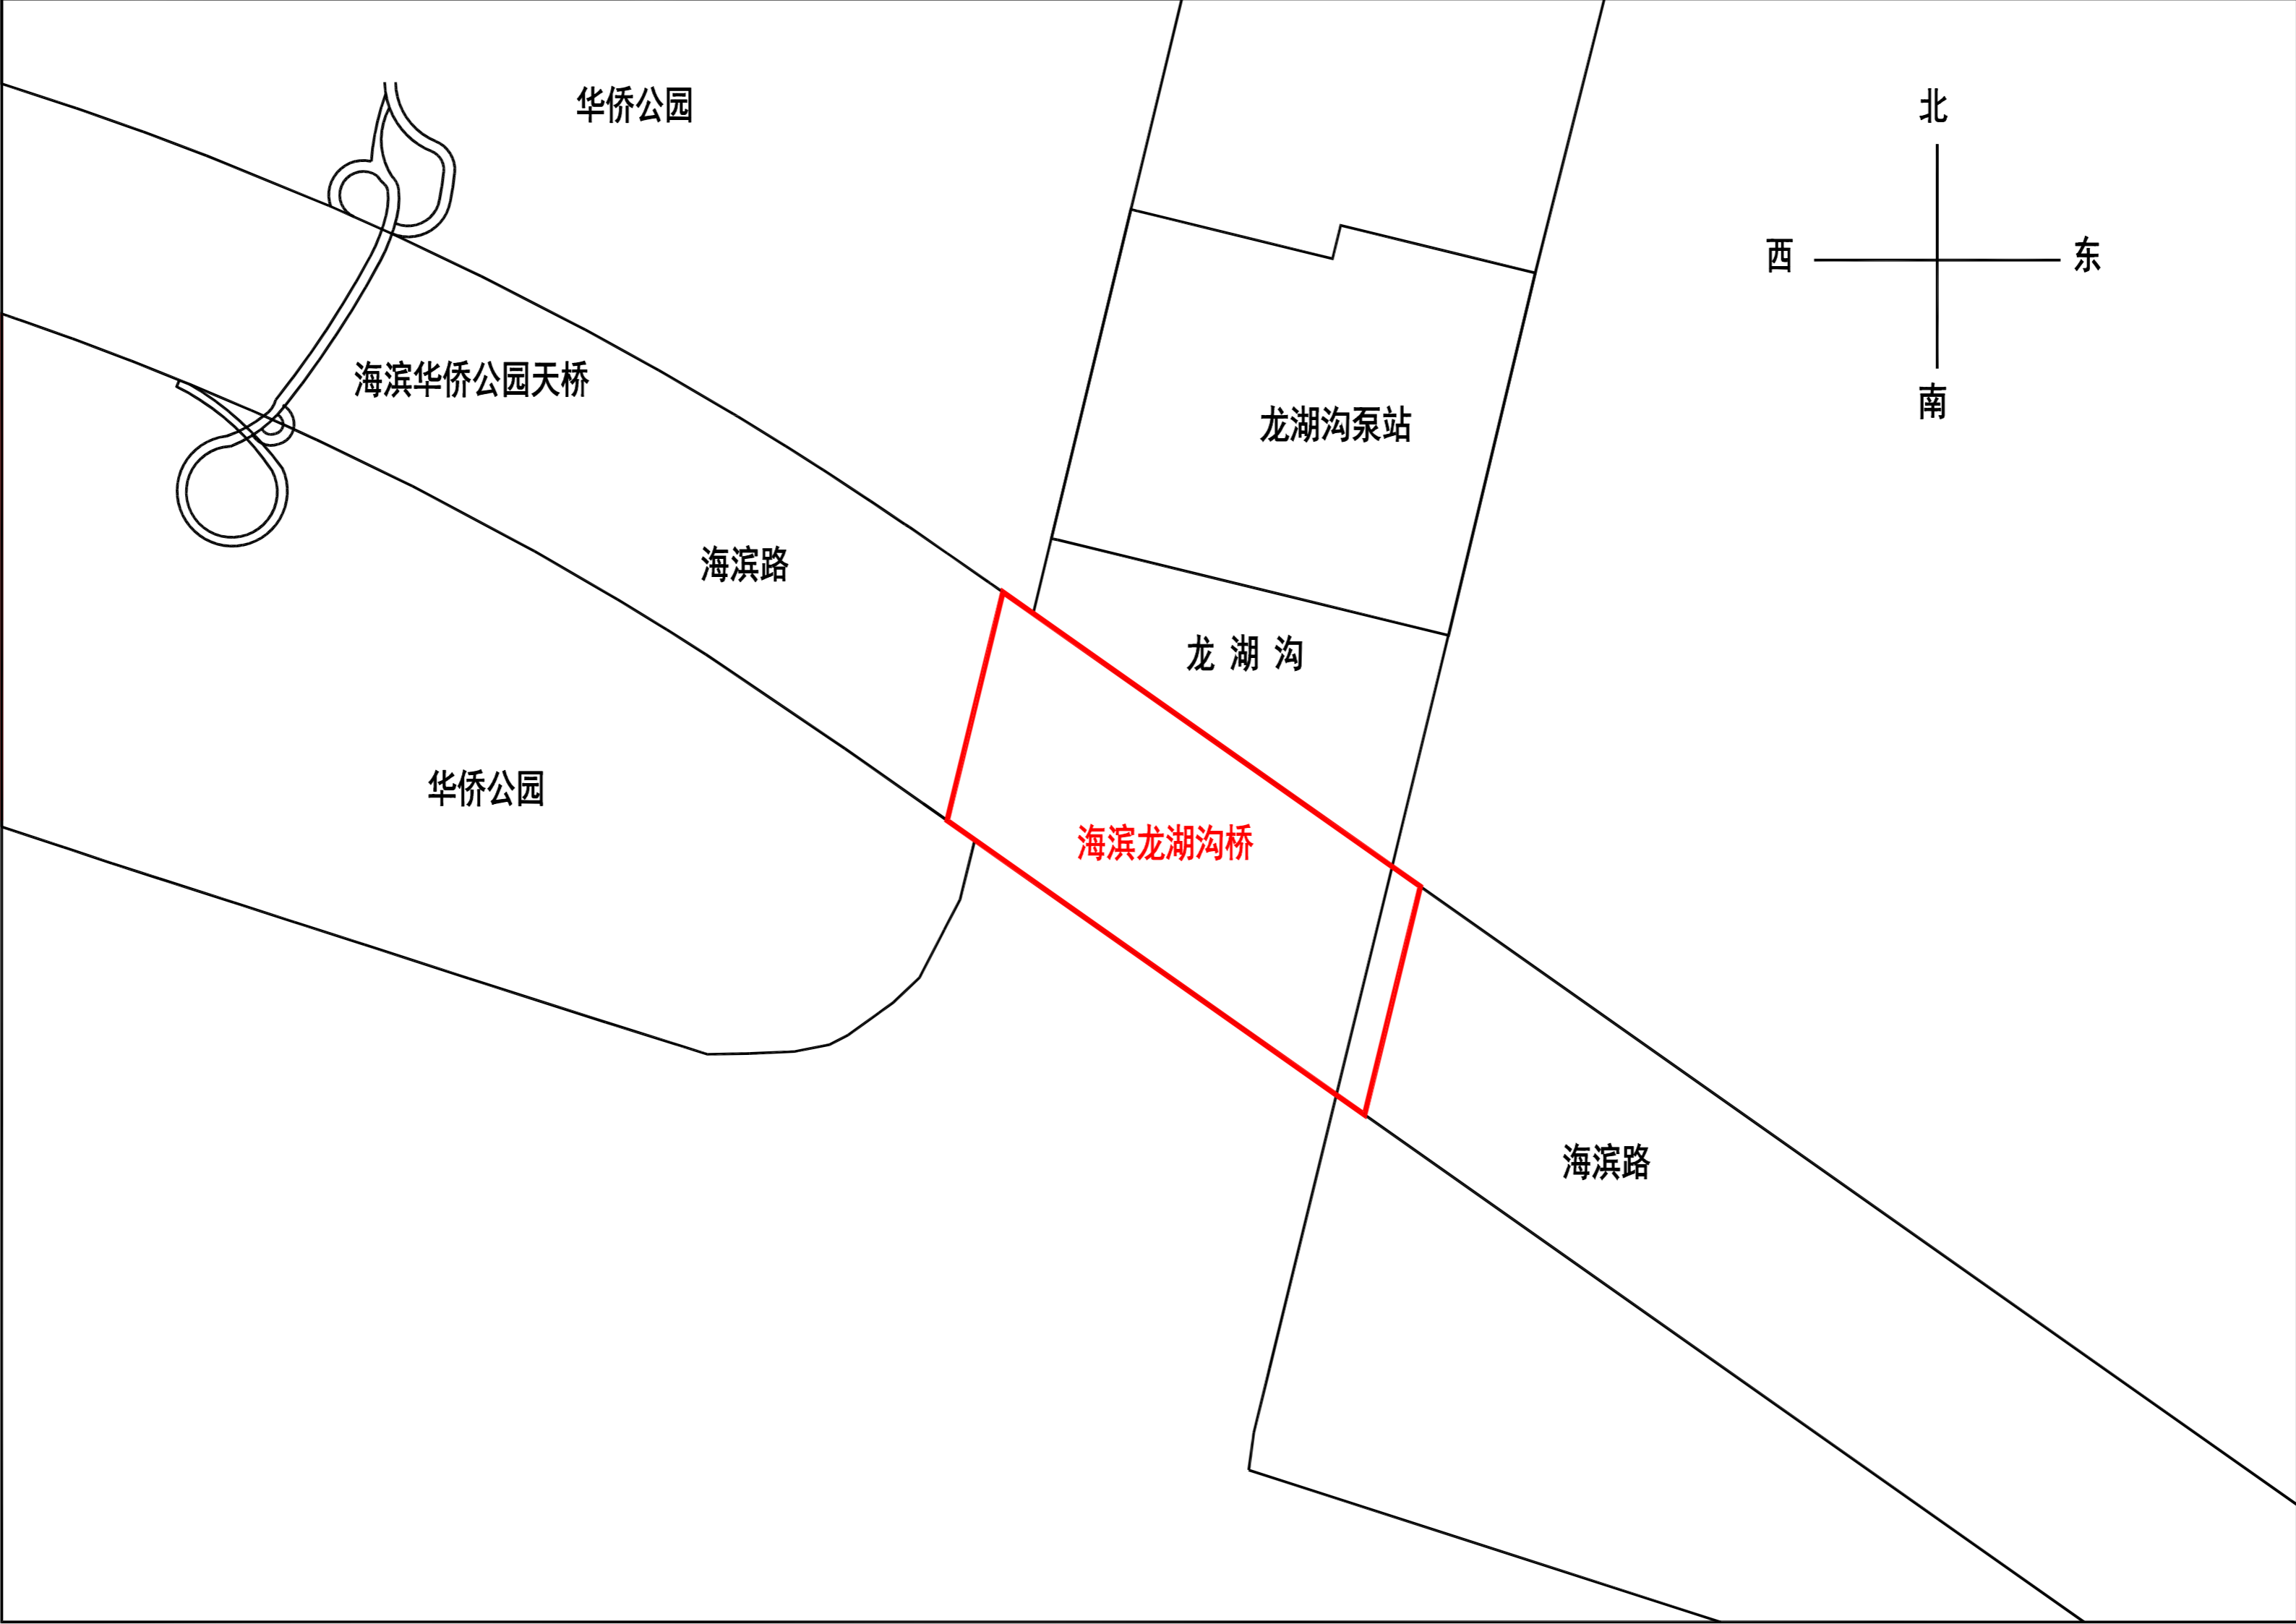 华侨公园
北
西
东
海滨华侨公园天桥
南
龙湖沟泵站
海滨路
龙湖沟
华侨公园
海滨龙湖沟桥
海滨路